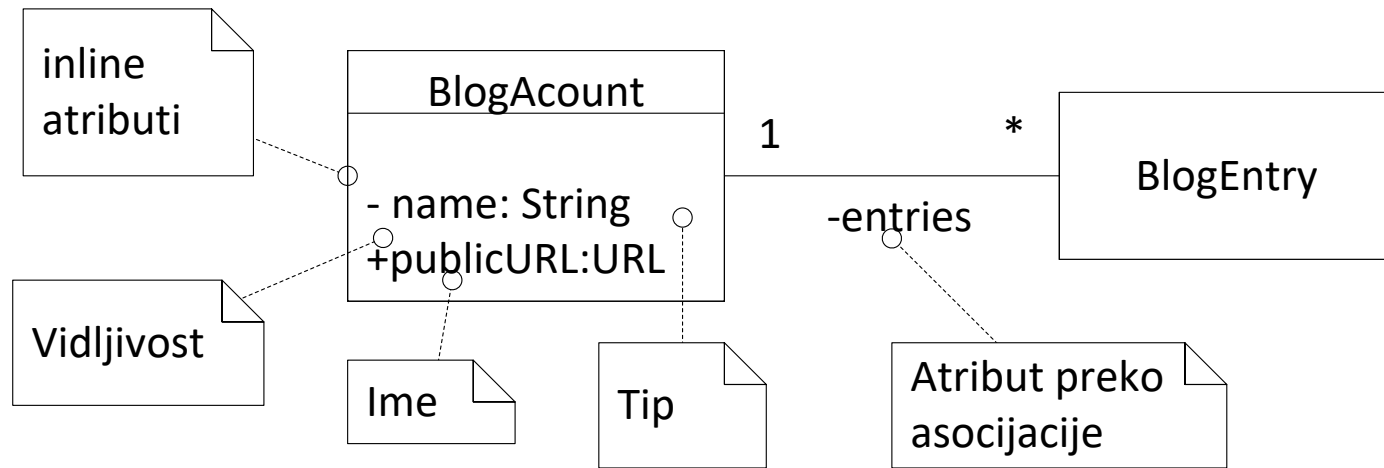 inline
atributi
BlogAcount
- name: String
+publicURL:URL
1
*
-entries
BlogEntry
Vidljivost
Ime
Tip
Atribut preko
asocijacije